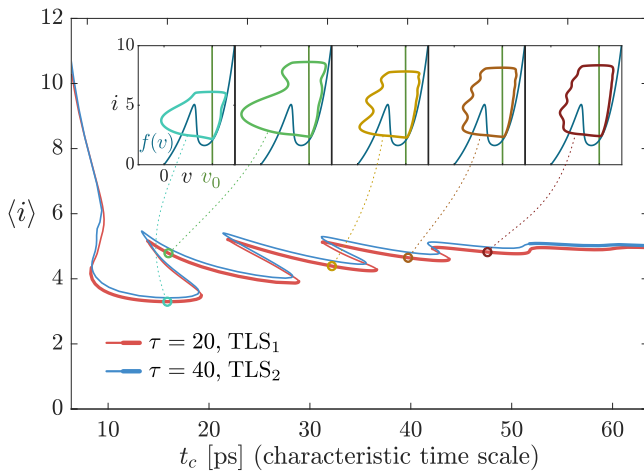 12
10
8
6
4
2
0
⟨i⟩
10
5
0
i
f(v)
0 v v₀
τ = 20, TLS₁
τ = 40, TLS₂
10 20 30 40 50 60
t_c [ps] (characteristic time scale)